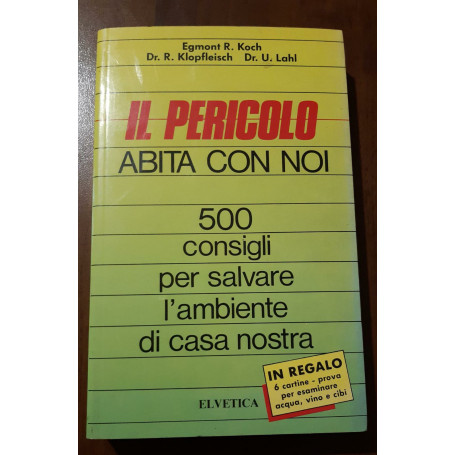 Egmont R. Koch
Dr. R. Klopfleisch Dr. U. Lahl
IL PERICOLO
ABITA CON NOI
500
consigli
per salvare
l'ambiente
di casa nostra
IN REGALO
6 cartine - prova
per esaminare
acqua, vino e cibi
ELVETICA